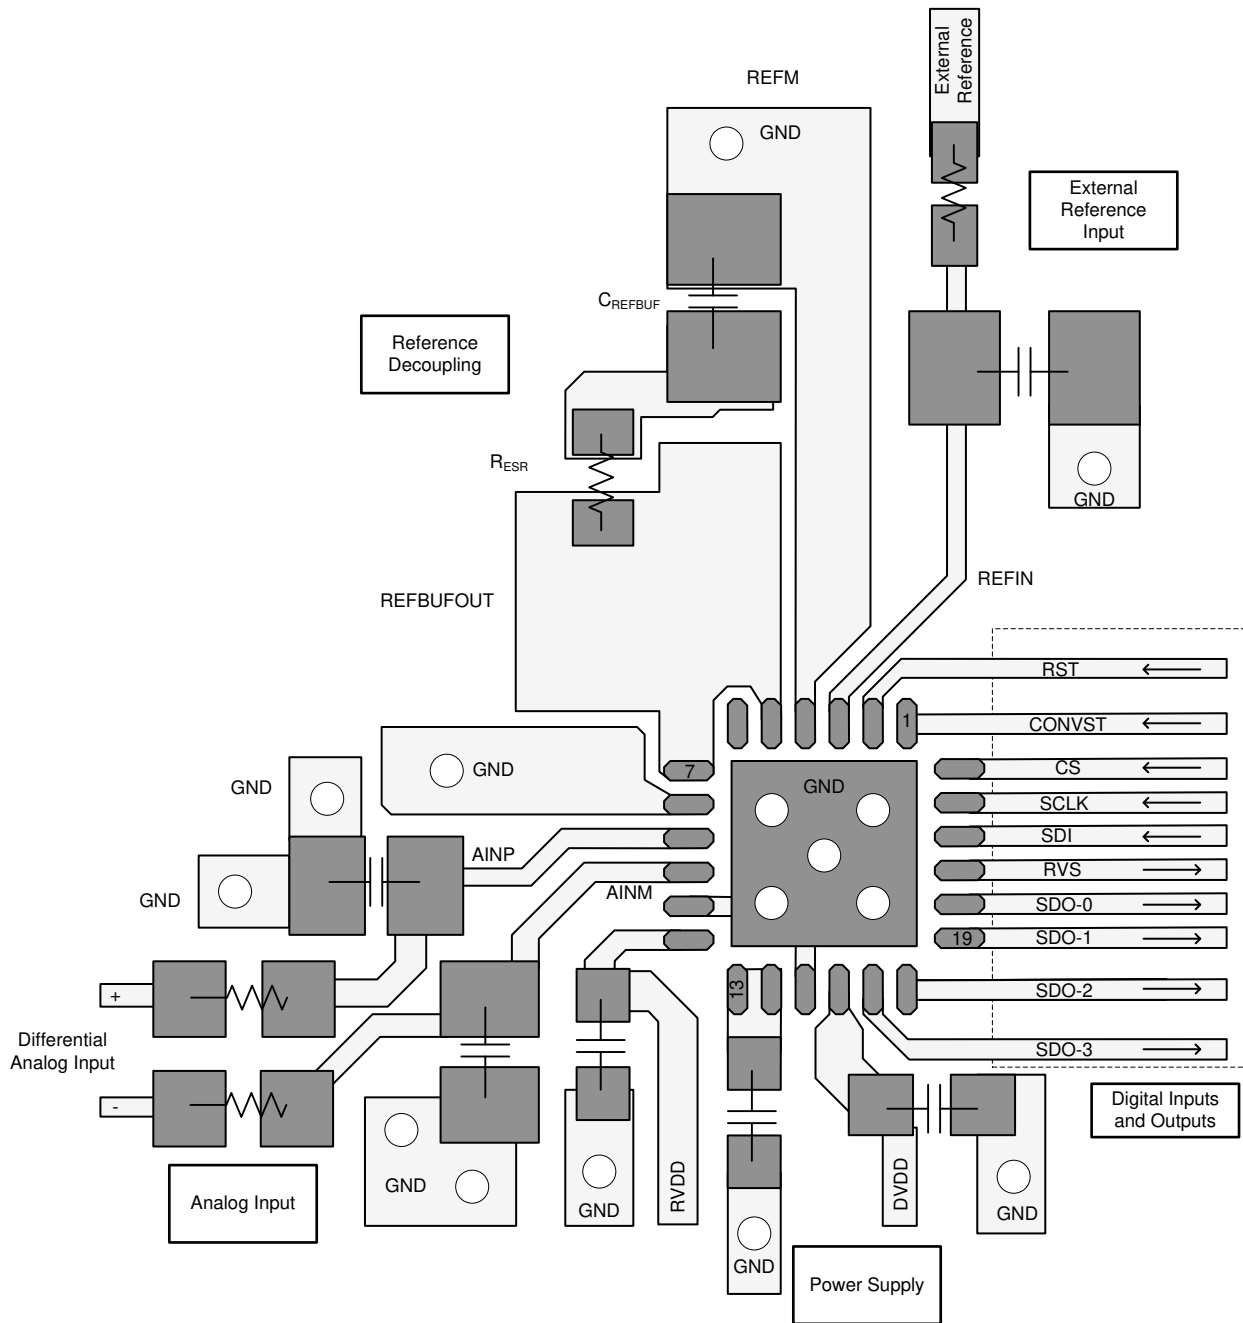 External
Reference
REFM
GND
External
Reference
Input
C_REFBUF
Reference
Decoupling
R_ESR
GND
REFIN
REFBUFOUT
RST
1
CONVST
7
GND
CS
GND
GND
SCLK
SDI
AINP
RVS
GND
AINM
SDO-0
19
SDO-1
13
SDO-2
+
Differential
Analog Input
SDO-3
-
Digital Inputs
and Outputs
RVDD
DVDD
GND
Analog Input
GND
GND
GND
Power Supply